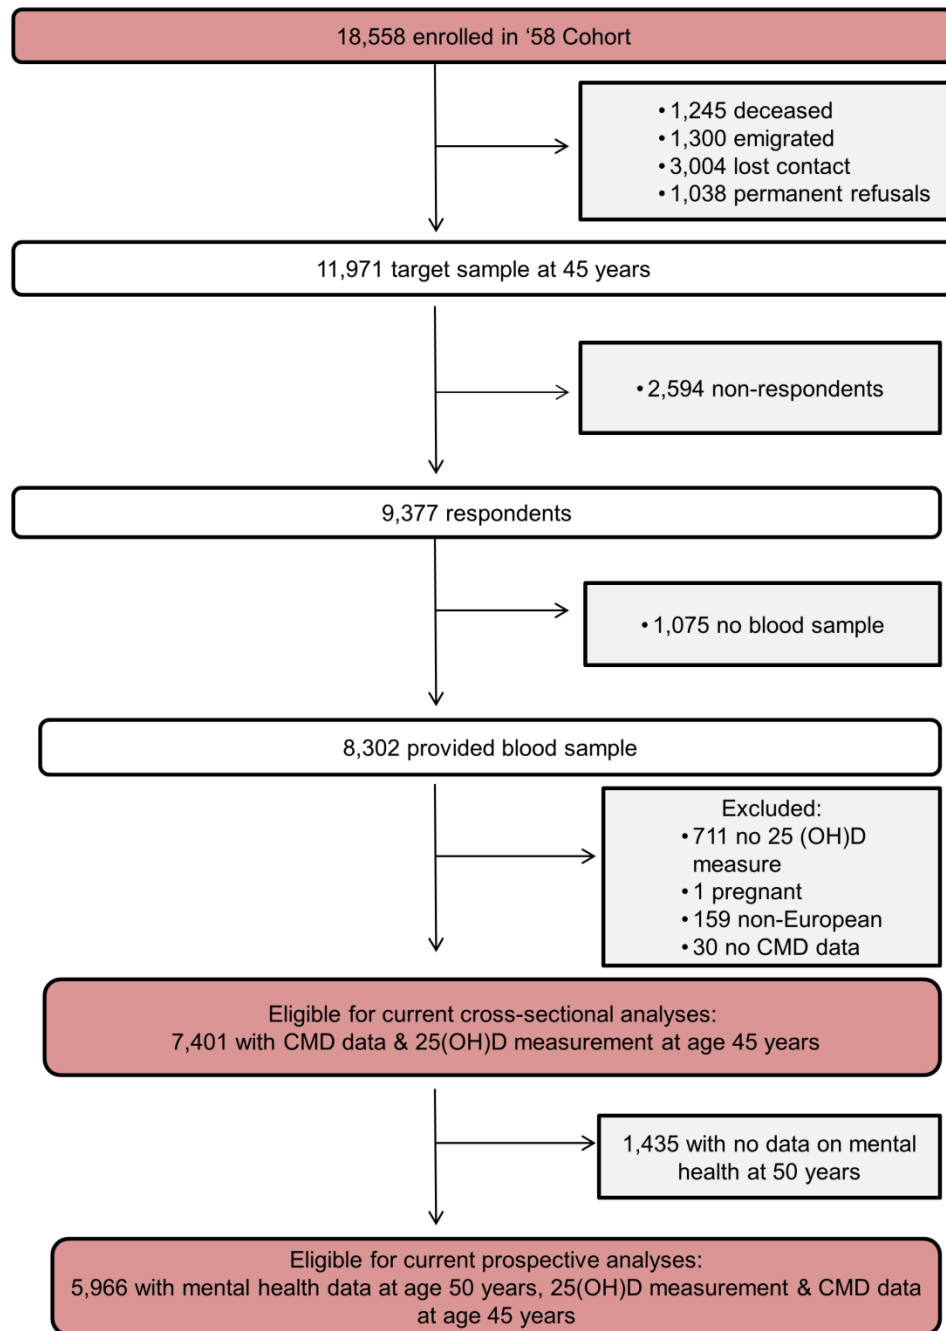 18,558 enrolled in ‘58 Cohort
• 1,245 deceased
• 1,300 emigrated
• 3,004 lost contact
• 1,038 permanent refusals
11,971 target sample at 45 years
• 2,594 non-respondents
9,377 respondents
• 1,075 no blood sample
8,302 provided blood sample
Excluded:
• 711 no 25 (OH)D
measure
• 1 pregnant
• 159 non-European
• 30 no CMD data
Eligible for current cross-sectional analyses:
7,401 with CMD data & 25(OH)D measurement at age 45 years
1,435 with no data on mental
health at 50 years
Eligible for current prospective analyses:
5,966 with mental health data at age 50 years, 25(OH)D measurement & CMD data
at age 45 years